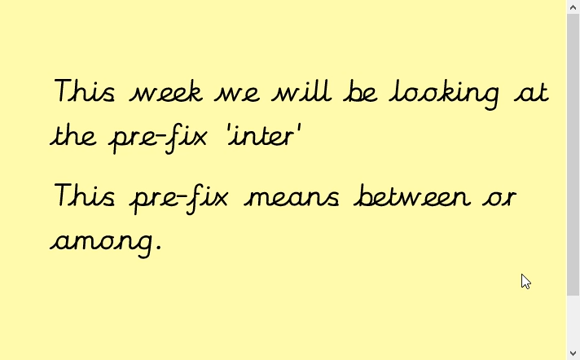 This week we will be looking at
the pre-fix 'inter'
This pre-fix means between or
among.